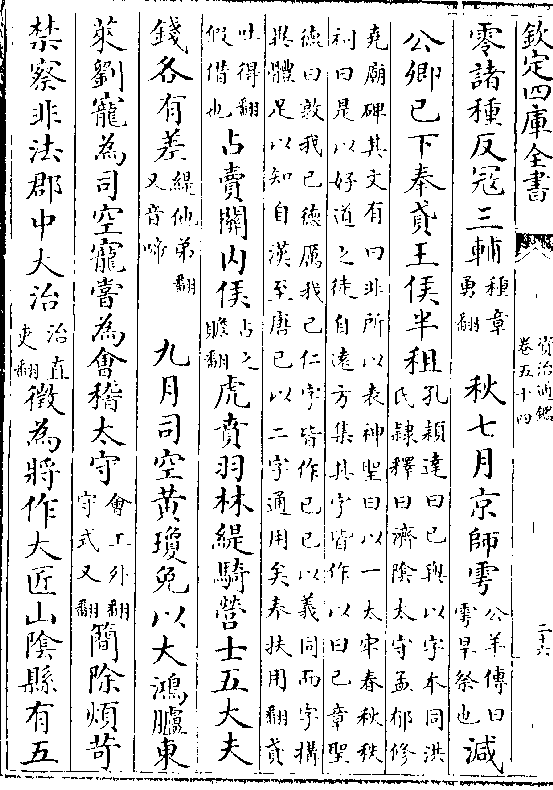 欽定四庫全書
資治通鑑
卷五十四
二十六
零諸種反冦三輔種章勇翻 秋七月京師雩公羊傳曰雩旱祭也減
公卿已下奉貣王侯半租孔穎達曰已與以字本同洪氏隸釋曰濟陰太守孟郁修
堯廟碑其文有曰非所以表神聖曰以一太牢春秋秩
祠曰是以好道之徒自遠方集其字皆作以曰已章聖
德曰敦我已德厲我已仁字皆作已已以義同而字搆
異體足以知自漢至唐已以二字通用矣奉扶用翻貣
吐得翻假借也占賣關内侯占之贍翻虎賁羽林緹騎營士五大夫
錢各有差緹他弟翻又音啼 九月司空黄瓊免以大鴻臚東
萊劉寵為司空寵嘗為會稽太守會工外翻守式又翻簡除煩苛
禁察非法郡中大治治直吏翻徵為將作大匠山陰縣有五